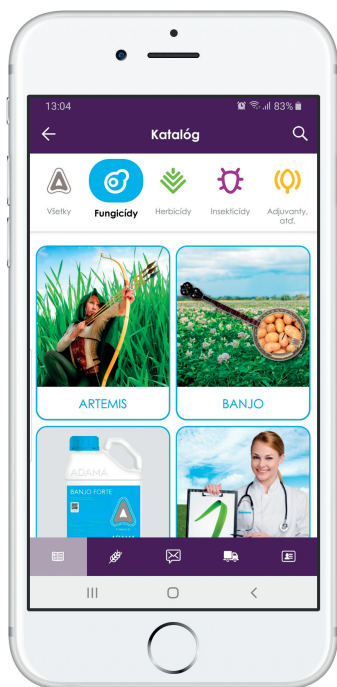 13:04
83%
Katalóg
Všetky
Fungicídy
Herbicídy
Insekticídy
Adjuvanty,
atď.
ARTEMIS
BANJO
ADAMA
BANJO FORTE